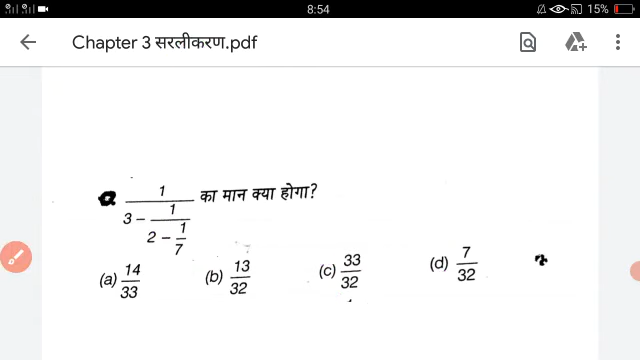 8:54
15%
Chapter 3 सरलीकरण.pdf
Q 1/(3 - 1/(2 - 1/7)) का मान क्या होगा?
(a) 14/33 (b) 13/32 (c) 33/32 (d) 7/32